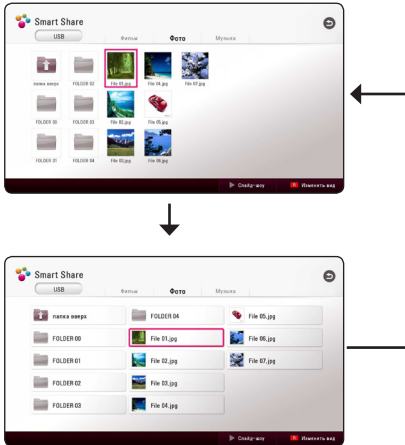 Smart Share
USB
Фильм Фото Музыка
папка вверх FOLDER 02 File 01.jpg File 04.jpg File 07.jpg
FOLDER 00 FOLDER 03 File 02.jpg File 05.jpg
FOLDER 01 FOLDER 04 File 03.jpg File 06.jpg
Слайд-шоу Изменить вид
Smart Share
USB
Фильм Фото Музыка
папка вверх FOLDER 04 File 05.jpg
FOLDER 00 File 01.jpg File 06.jpg
FOLDER 01 File 02.jpg File 07.jpg
FOLDER 02 File 03.jpg
FOLDER 03 File 04.jpg
Слайд-шоу Изменить вид